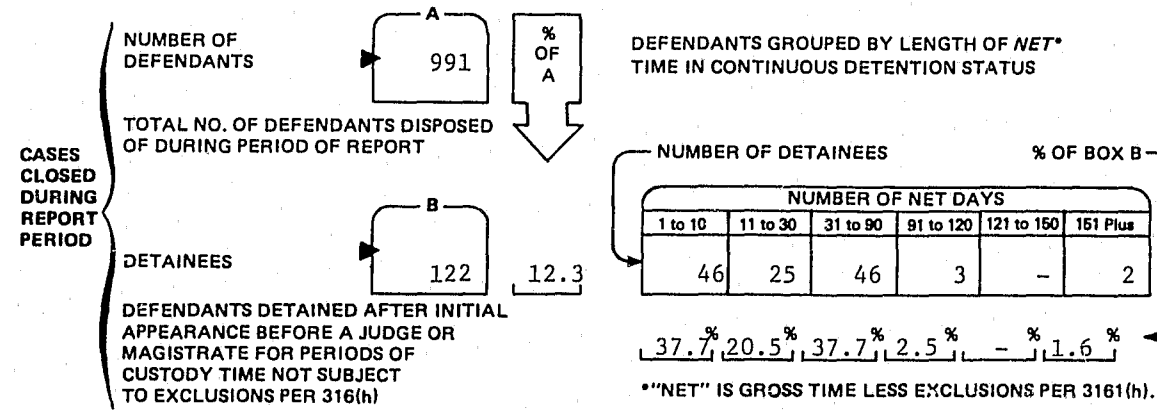 CASES
CLOSED
DURING
REPORT
PERIOD
NUMBER OF
DEFENDANTS
A
991
%
OF
A
TOTAL NO. OF DEFENDANTS DISPOSED
OF DURING PERIOD OF REPORT
B
DETAINEES
122
12.3
DEFENDANTS DETAINED AFTER INITIAL
APPEARANCE BEFORE A JUDGE OR
MAGISTRATE FOR PERIODS OF
CUSTODY TIME NOT SUBJECT
TO EXCLUSIONS PER 316(h)
DEFENDANTS GROUPED BY LENGTH OF NET*
TIME IN CONTINUOUS DETENTION STATUS
NUMBER OF DETAINEES % OF BOX B
NUMBER OF NET DAYS
1 to 10 11 to 30 31 to 90 91 to 120 121 to 150 151 Plus
46 25 46 3 – 2
37.7% 20.5% 37.7% 2.5% – % 1.6 %
*"NET" IS GROSS TIME LESS EXCLUSIONS PER 3161(h).